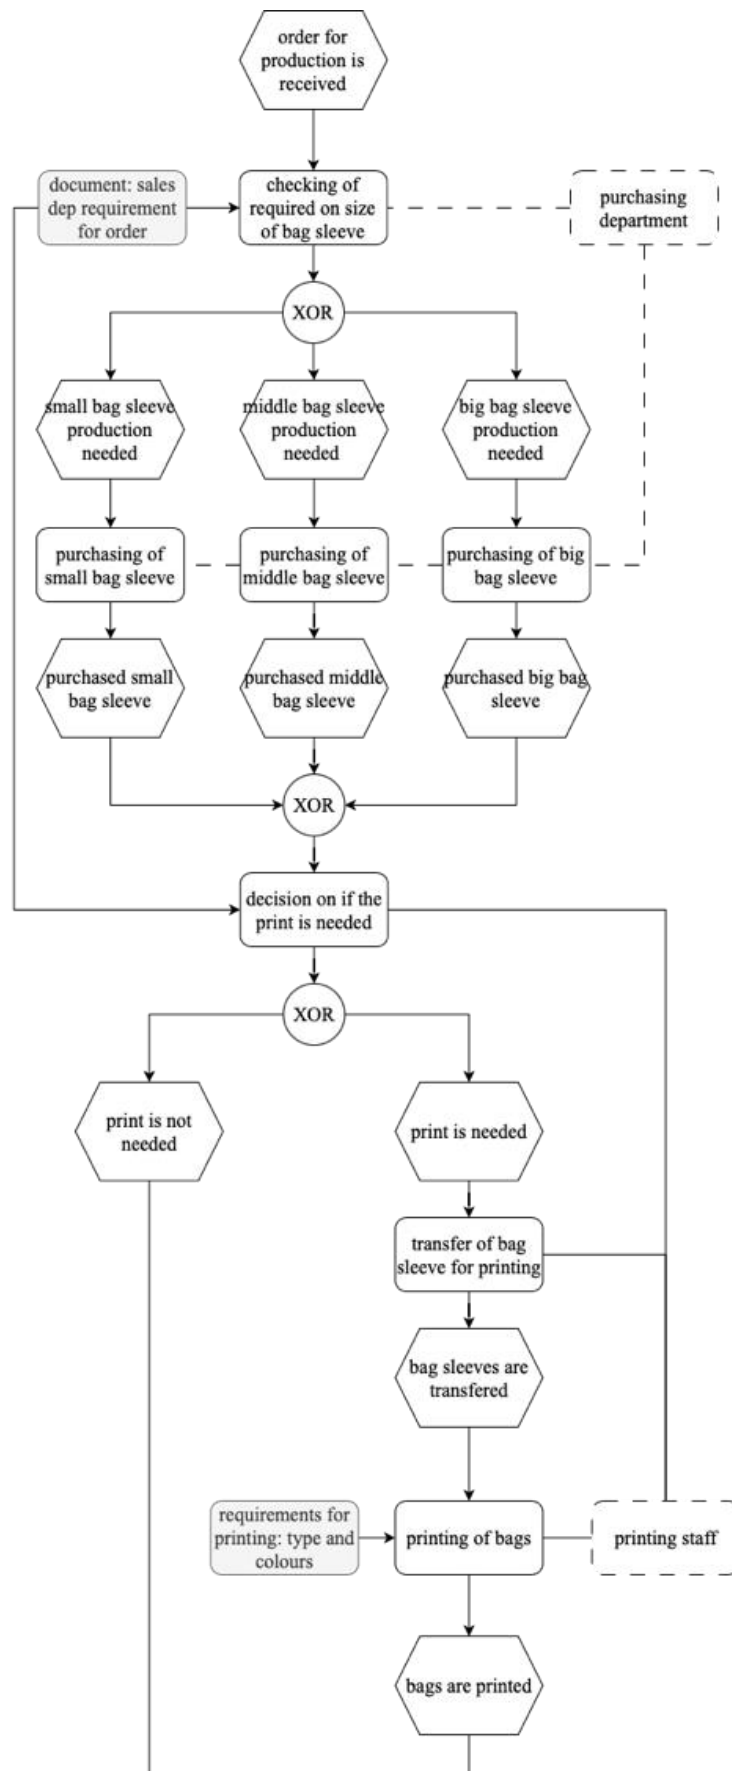 order for
production is
received
document: sales
dep requirement
for order
checking of
required on size
of bag sleeve
purchasing
department
XOR
small bag sleeve
production
needed
middle bag sleeve
production
needed
big bag sleeve
production
needed
purchasing of
small bag sleeve
purchasing of
middle bag sleeve
purchasing of big
bag sleeve
purchased small
bag sleeve
purchased middle
bag sleeve
purchased big bag
sleeve
XOR
decision on if the
print is needed
XOR
print is not
needed
print is needed
transfer of bag
sleeve for printing
bag sleeves are
transfered
requirements for
printing: type and
colours
printing of bags
printing staff
bags are printed